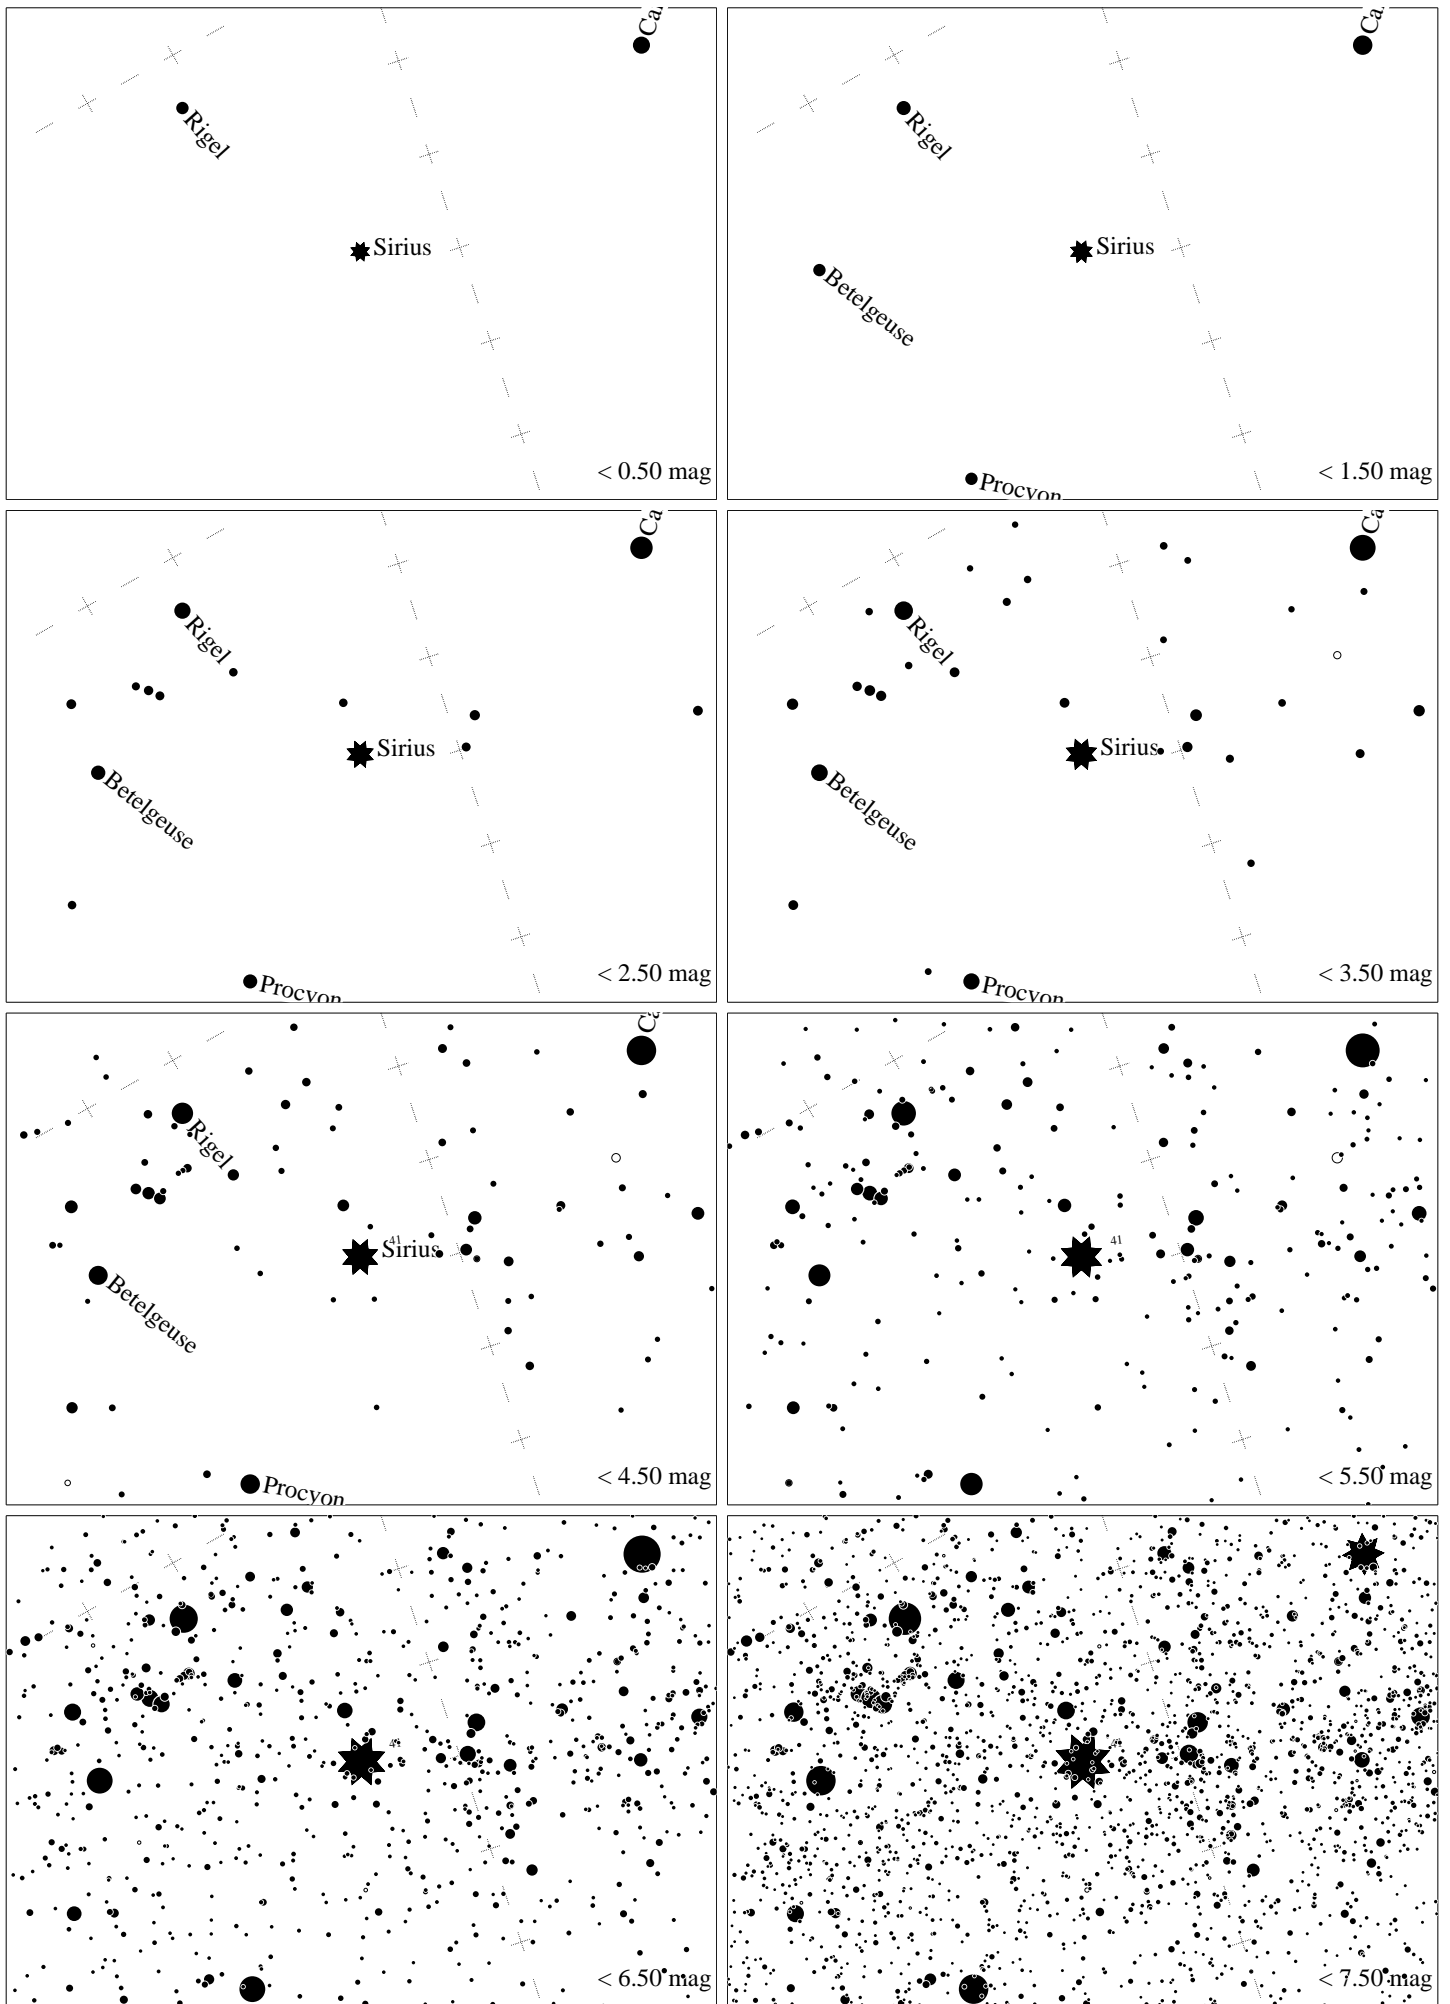 Ca
Rigel
Sirius
< 0.50 mag
Ca
Rigel
Sirius
Betelgeuse
Procyon
< 1.50 mag
Ca
Rigel
Sirius
Betelgeuse
Procyon
< 2.50 mag
Ca
Rigel
Sirius
Betelgeuse
Procyon
< 3.50 mag
Ca
Rigel
41
Sirius
Betelgeuse
Procyon
< 4.50 mag
41
< 5.50 mag
< 6.50 mag
< 7.50 mag